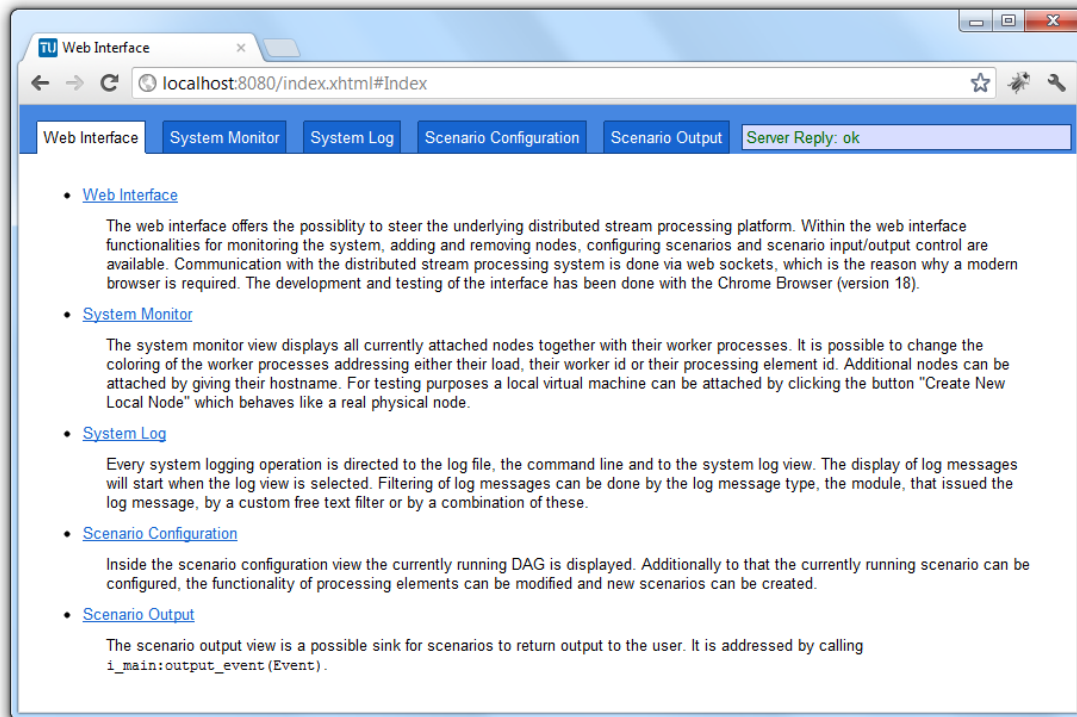 TU Web Interface
localhost:8080/index.xhtml#Index
Web Interface System Monitor System Log Scenario Configuration Scenario Output Server Reply: ok
• Web Interface
The web interface offers the possiblity to steer the underlying distributed stream processing platform. Within the web interface
functionalities for monitoring the system, adding and removing nodes, configuring scenarios and scenario input/output control are
available. Communication with the distributed stream processing system is done via web sockets, which is the reason why a modern
browser is required. The development and testing of the interface has been done with the Chrome Browser (version 18).
• System Monitor
The system monitor view displays all currently attached nodes together with their worker processes. It is possible to change the
coloring of the worker processes addressing either their load, their worker id or their processing element id. Additional nodes can be
attached by giving their hostname. For testing purposes a local virtual machine can be attached by clicking the button "Create New
Local Node" which behaves like a real physical node.
• System Log
Every system logging operation is directed to the log file, the command line and to the system log view. The display of log messages
will start when the log view is selected. Filtering of log messages can be done by the log message type, the module, that issued the
log message, by a custom free text filter or by a combination of these.
• Scenario Configuration
Inside the scenario configuration view the currently running DAG is displayed. Additionally to that the currently running scenario can be
configured, the functionality of processing elements can be modified and new scenarios can be created.
• Scenario Output
The scenario output view is a possible sink for scenarios to return output to the user. It is addressed by calling
i_main:output_event(Event).